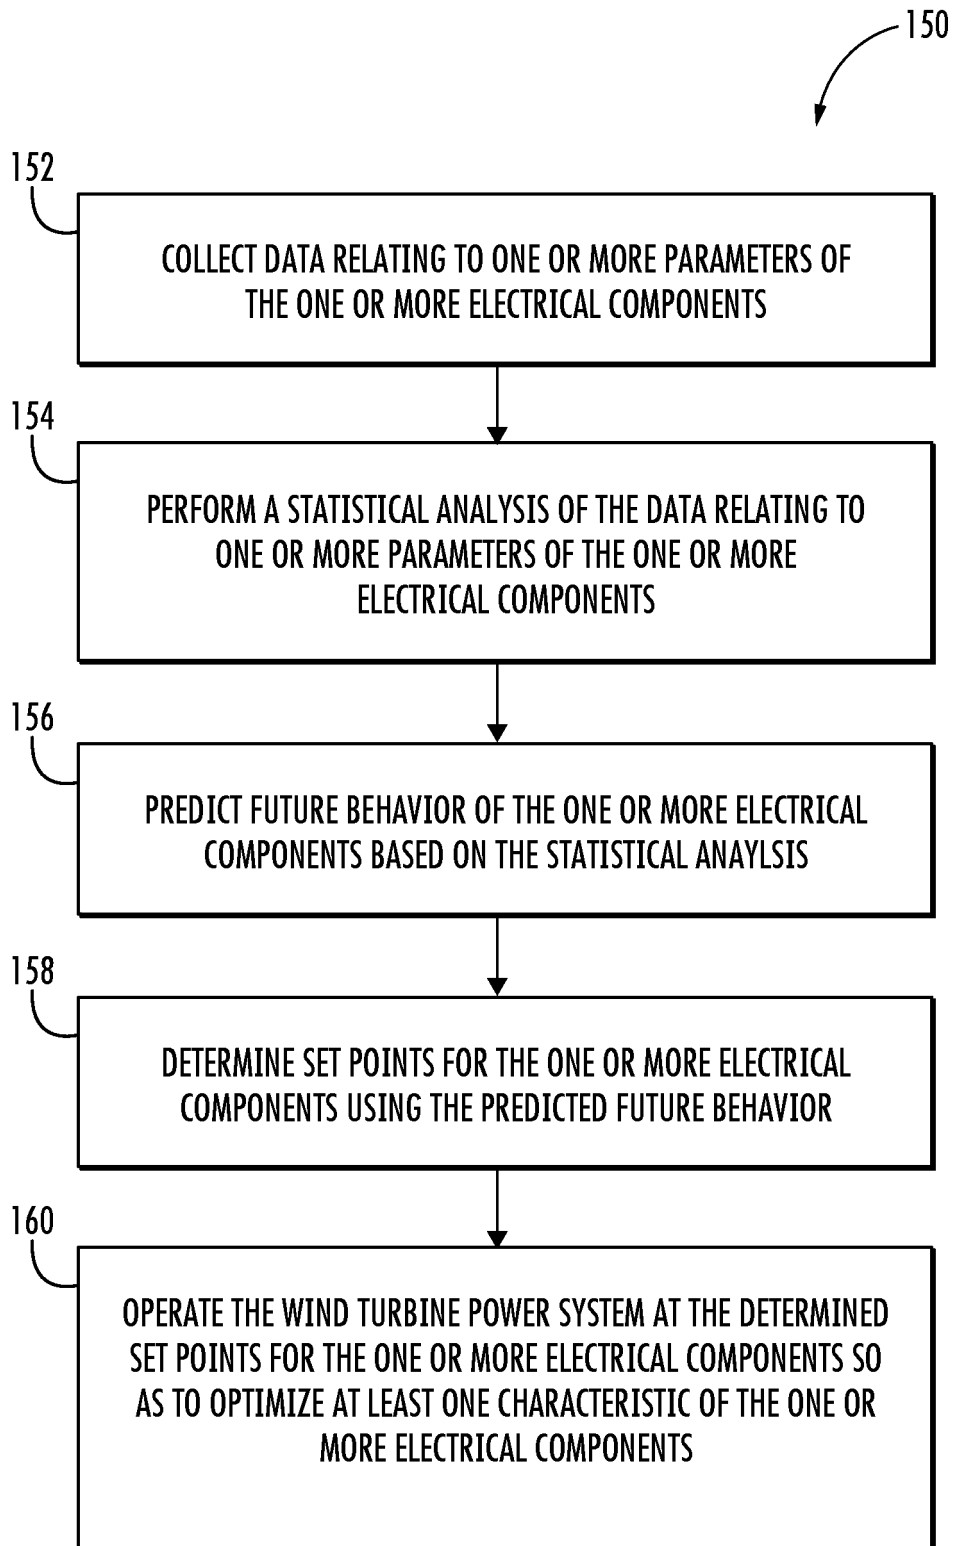 150
152
COLLECT DATA RELATING TO ONE OR MORE PARAMETERS OF
THE ONE OR MORE ELECTRICAL COMPONENTS
154
PERFORM A STATISTICAL ANALYSIS OF THE DATA RELATING TO
ONE OR MORE PARAMETERS OF THE ONE OR MORE
ELECTRICAL COMPONENTS
156
PREDICT FUTURE BEHAVIOR OF THE ONE OR MORE ELECTRICAL
COMPONENTS BASED ON THE STATISTICAL ANAYLSIS
158
DETERMINE SET POINTS FOR THE ONE OR MORE ELECTRICAL
COMPONENTS USING THE PREDICTED FUTURE BEHAVIOR
160
OPERATE THE WIND TURBINE POWER SYSTEM AT THE DETERMINED
SET POINTS FOR THE ONE OR MORE ELECTRICAL COMPONENTS SO
AS TO OPTIMIZE AT LEAST ONE CHARACTERISTIC OF THE ONE OR
MORE ELECTRICAL COMPONENTS